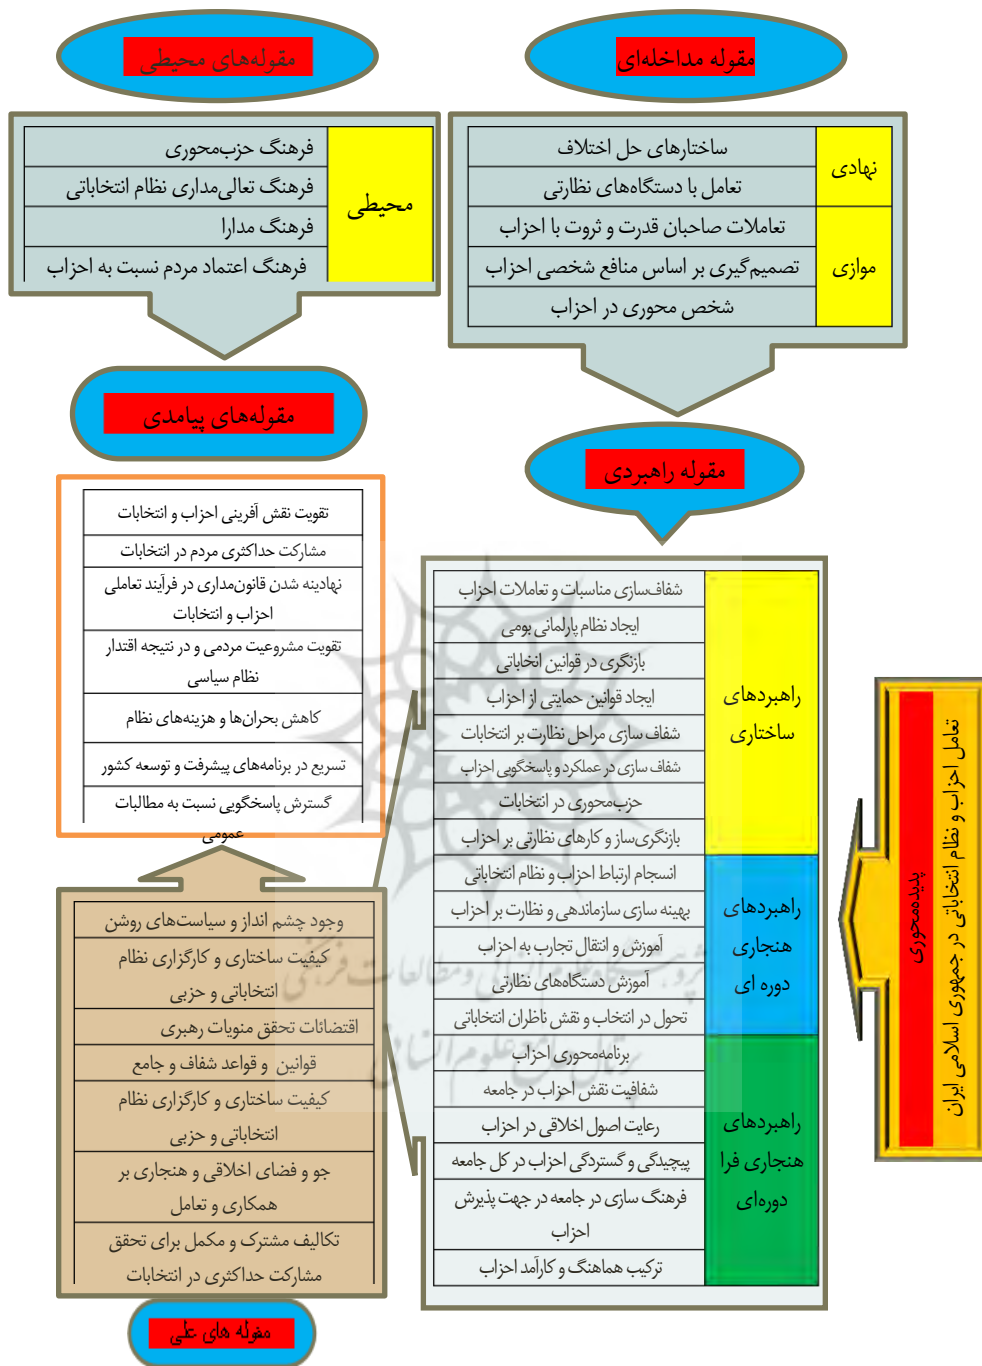 مقوله مداخله‌ای
نهادی
ساختارهای حل اختلاف
تعامل با دستگاه‌های نظارتی
موازی
تعاملات صاحبان قدرت و ثروت با احزاب
تصمیم‌گیری بر اساس منافع شخصی احزاب
شخص محوری در احزاب
مقوله‌های محیطی
محیطی
فرهنگ حزب‌محوری
فرهنگ تعالی‌مداری نظام انتخاباتی
فرهنگ مدارا
فرهنگ اعتماد مردم نسبت به احزاب
پدیده‌محوری
تعامل احزاب و نظام انتخاباتی در جمهوری اسلامی ایران
مقوله راهبردی
راهبردهای
ساختاری
شفاف‌سازی مناسبات و تعاملات احزاب
ایجاد نظام پارلمانی بومی
بازنگری در قوانین انخاباتی
ایجاد قوانین حمایتی از احزاب
شفاف سازی مراحل نظارت بر انتخابات
شفاف سازی در عملکرد و پاسخگویی احزاب
حزب‌محوری در انتخابات
بازنگری‌ساز و کارهای نظارتی بر احزاب
راهبردهای
هنجاری
دوره ای
انسجام ارتباط احزاب و نظام انتخاباتی
بهینه سازی سازماندهی و نظارت بر احزاب
آموزش و انتقال تجارب به احزاب
آموزش دستگاه‌های نظارتی
تحول در انتخاب و نقش ناظران انتخاباتی
راهبردهای
هنجاری فرا
دوره‌ای
برنامه‌محوری احزاب
شفافیت نقش احزاب در جامعه
رعایت اصول اخلاقی در احزاب
پیچیدگی و گستردگی احزاب در کل جامعه
فرهنگ سازی در جامعه در جهت پذیرش
احزاب
ترکیب هماهنگ و کارآمد احزاب
مقوله‌های پیامدی
تقویت نقش آفرینی احزاب و انتخابات
مشارکت حداکثری مردم در انتخابات
نهادینه شدن قانون‌مداری در فرآیند تعاملی
احزاب و انتخابات
تقویت مشروعیت مردمی و در نتیجه اقتدار
نظام سیاسی
کاهش بحران‌ها و هزینه‌های نظام
تسریع در برنامه‌های پیشرفت و توسعه کشور
گسترش پاسخگویی نسبت به مطالبات
عمومی
وجود چشم انداز و سیاست‌های روشن
کیفیت ساختاری و کارگزاری نظام
انتخاباتی و حزبی
اقتضائات تحقق منویات رهبری
قوانین و قواعد شفاف و جامع
کیفیت ساختاری و کارگزاری نظام
انتخاباتی و حزبی
جو و فضای اخلاقی و هنجاری بر
همکاری و تعامل
تکالیف مشترک و مکمل برای تحقق
مشارکت حداکثری در انتخابات
مقوله های علی
پژوهشگاه علوم انسانی و مطالعات فرهنگی
پرتال جامع علوم انسانی